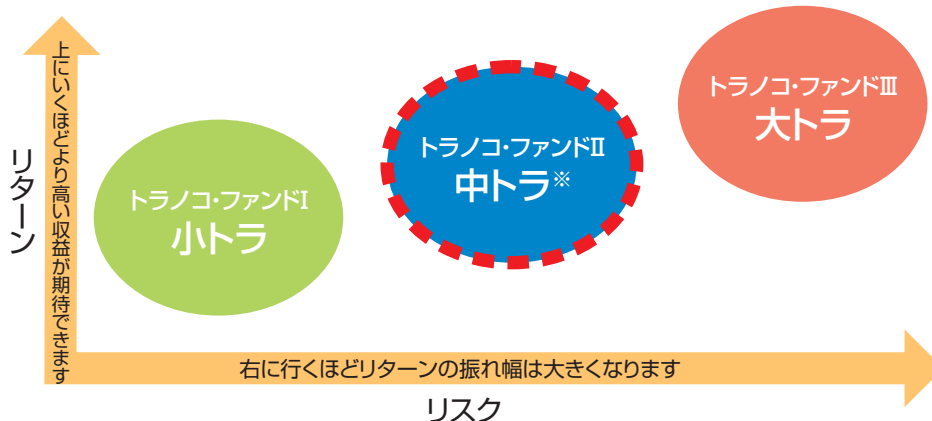 リターン
上にいくほどより高い収益が期待できます
トラノコ・ファンドⅠ
小トラ
トラノコ・ファンドⅡ
中トラ※
トラノコ・ファンドⅢ
大トラ
右に行くほどリターンの振れ幅は大きくなります
リスク